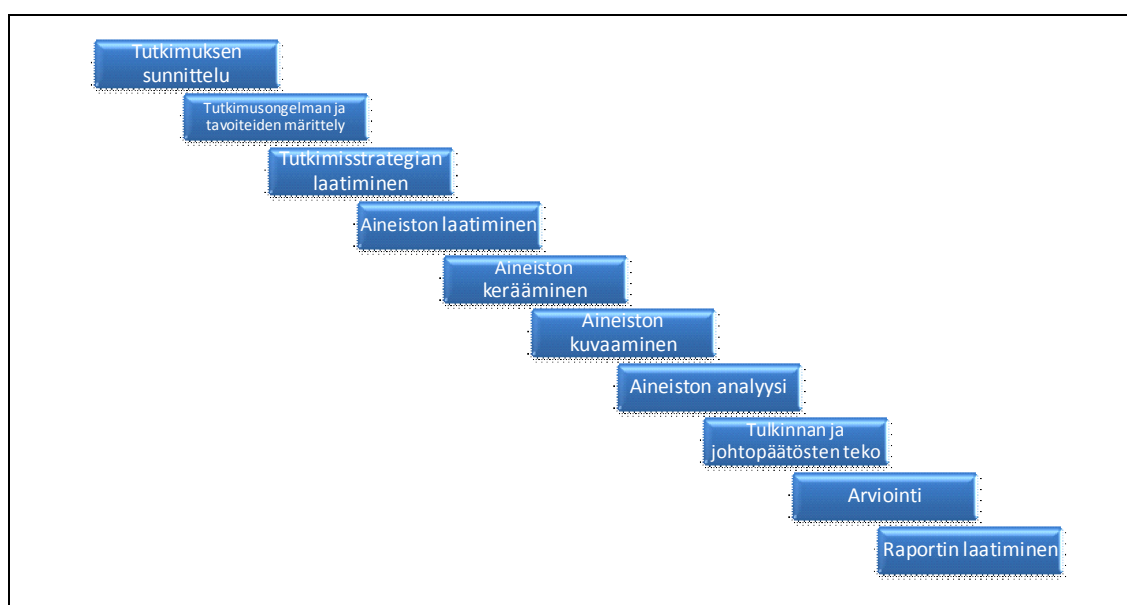 Tutkimuksen
sunnittelu
Tutkimusongelman ja
tavoiteiden märittely
Tutkimisstrategian
laatiminen
Aineiston laatiminen
Aineiston
kerääminen
Aineiston
kuvaaminen
Aineiston analyysi
Tulkinnan ja
johtopäätösten teko
Arviointi
Raportin laatiminen